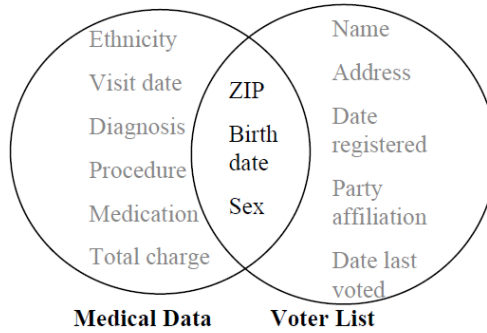 Ethnicity
Visit date
Diagnosis
Procedure
Medication
Total charge
ZIP
Birth
date
Sex
Name
Address
Date
registered
Party
affiliation
Date last
voted
Medical Data
Voter List